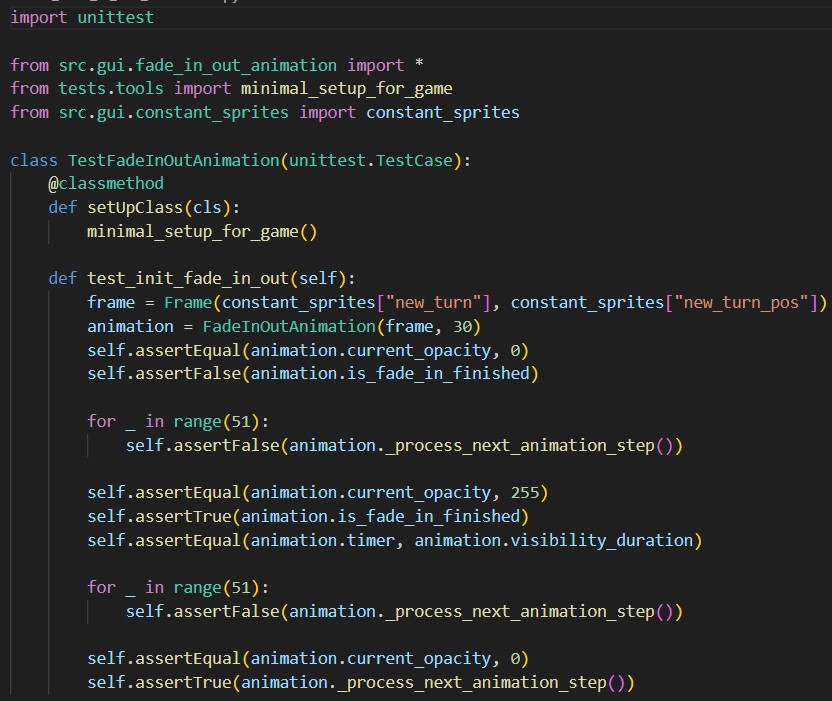 import unittest

from src.gui.fade_in_out_animation import *
from tests.tools import minimal_setup_for_game
from src.gui.constant_sprites import constant_sprites

class TestFadeInOutAnimation(unittest.TestCase):
    @classmethod
    def setUpClass(cls):
        minimal_setup_for_game()

    def test_init_fade_in_out(self):
        frame = Frame(constant_sprites["new_turn"], constant_sprites["new_turn_pos"])
        animation = FadeInOutAnimation(frame, 30)
        self.assertEqual(animation.current_opacity, 0)
        self.assertFalse(animation.is_fade_in_finished)

        for _ in range(51):
            self.assertFalse(animation._process_next_animation_step())

        self.assertEqual(animation.current_opacity, 255)
        self.assertTrue(animation.is_fade_in_finished)
        self.assertEqual(animation.timer, animation.visibility_duration)

        for _ in range(51):
            self.assertFalse(animation._process_next_animation_step())

        self.assertEqual(animation.current_opacity, 0)
        self.assertTrue(animation._process_next_animation_step())